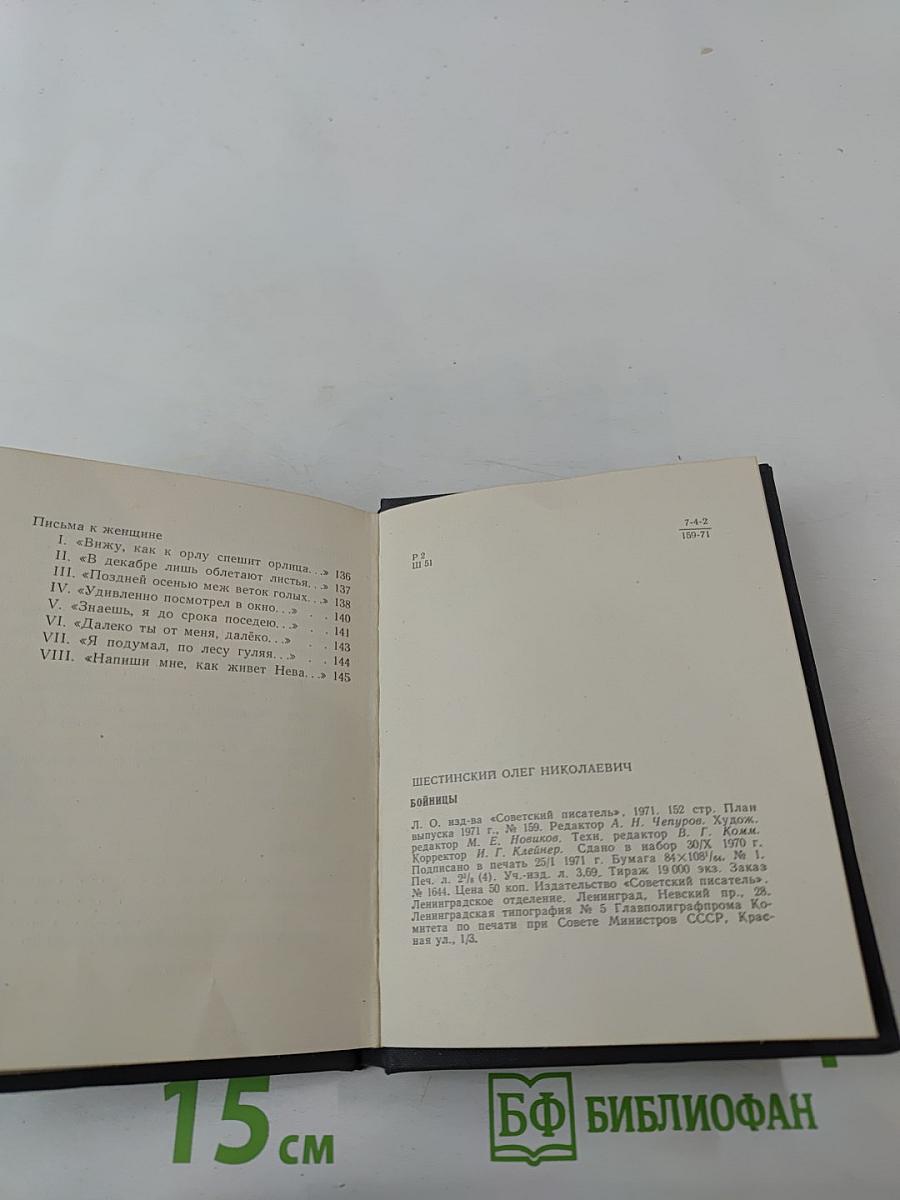 Письма к женщине
I. «Вижу, как к орлу спешит орлица. . .» 136
II. «В декабре лишь облетают листья. . .» 137
III. «Поздней осенью меж веток голых. . .» 138
IV. «Удивленно посмотрел в окно. . .» . . 140
V. «Знаешь, я до срока поседею. . .» . . 141
VI. «Далеко ты от меня, далёко. . .» . . 143
VII. «Я подумал, по лесу гуляя. . .» . . 144
VIII. «Напиши мне, как живет Нева. . .» 145
Р 2
Ш 51
7-4-2
159-71
ШЕСТИНСКИЙ ОЛЕГ НИКОЛАЕВИЧ
БОЙНИЦЫ
Л. О. изд-ва «Советский писатель», 1971, 152 стр. План
выпуска 1971 г., № 159. Редактор А. Н. Чепуров. Худож.
редактор М. Е. Новиков. Техн. редактор В. Г. Комм.
Корректор И. Г. Клейнер. Сдано в набор 30/X 1970 г.
Подписано в печать 25/I 1971 г. Бумага 84×108¹/₆₄, № 1.
Печ. л. 2³/₈ (4). Уч.-изд. л. 3,69. Тираж 19 000 экз. Заказ
№ 1644. Цена 50 коп. Издательство «Советский писатель».
Ленинградское отделение. Ленинград, Невский пр., 28.
Ленинградская типография № 5 Главполиграфпрома Ко-
митета по печати при Совете Министров СССР, Крас-
ная ул., 1/3.
15 см
БФ БИБЛИОФАН